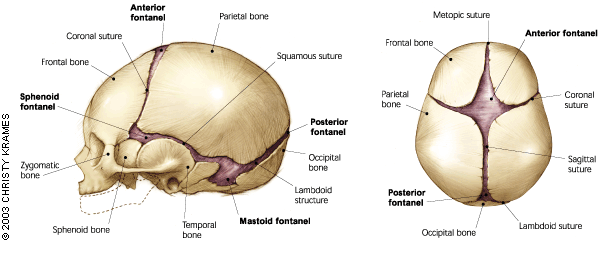 Anterior
fontanel
Parietal bone
Coronal suture
Squamous suture
Frontal bone
Sphenoid
fontanel
Posterior
fontanel
Zygomatic
bone
Occipital
bone
Lambdoid
structure
Sphenoid bone
Temporal
bone
Mastoid fontanel
© 2003 CHRISTY KRAMES
Metopic suture
Anterior fontanel
Frontal bone
Parietal
bone
Coronal
suture
Sagittal
suture
Posterior
fontanel
Occipital bone
Lambdoid suture